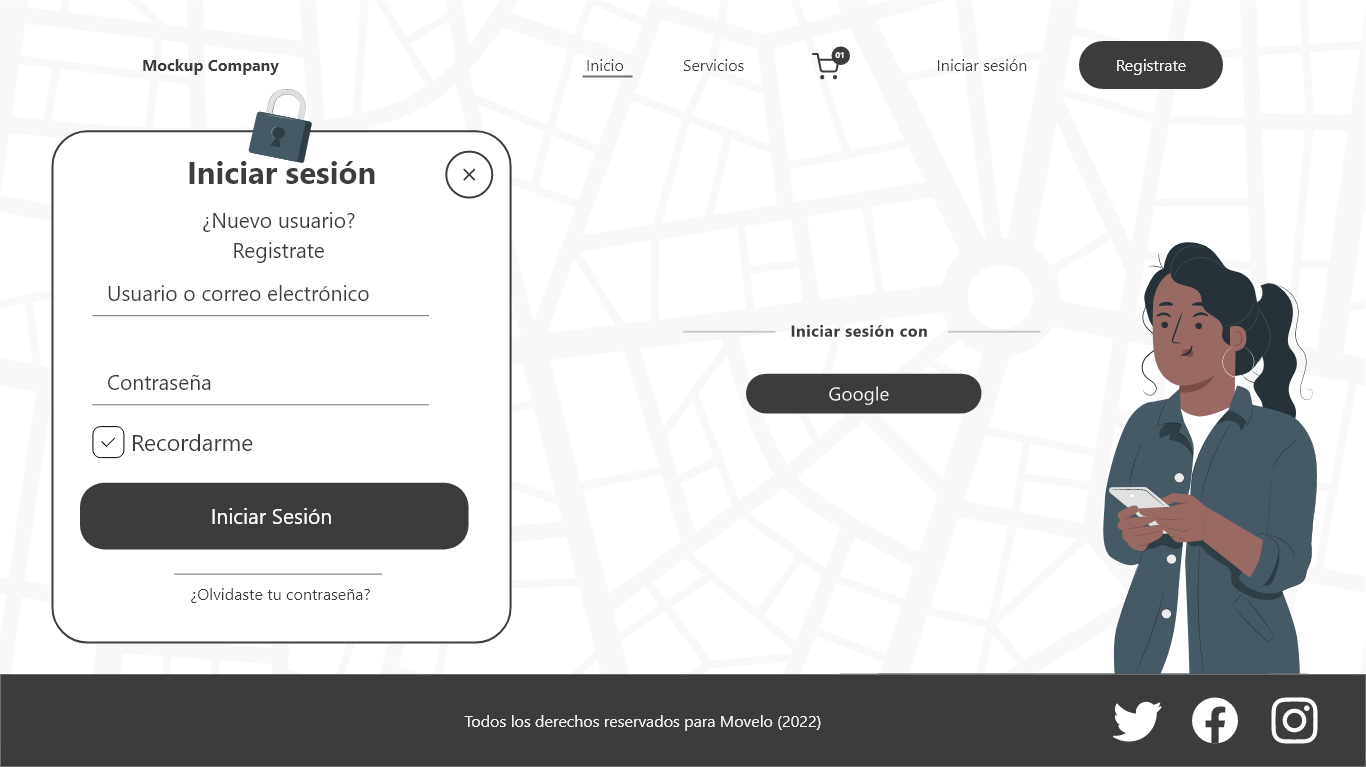 Mockup Company
Inicio
Servicios
01
Iniciar sesión
Registrate
Iniciar sesión
¿Nuevo usuario?
Registrate
Usuario o correo electrónico
Contraseña
Recordarme
Iniciar Sesión
¿Olvidaste tu contraseña?
Iniciar sesión con
Google
Todos los derechos reservados para Movelo (2022)